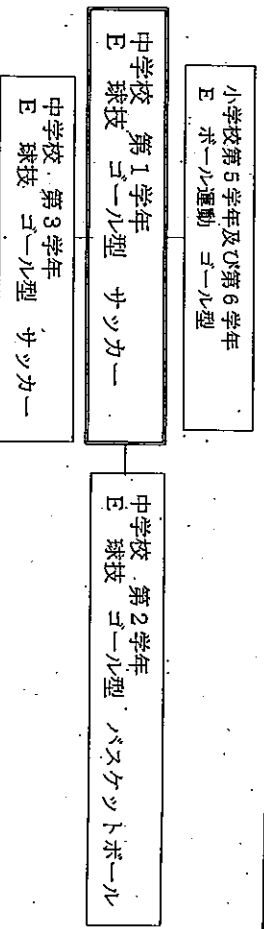 小学校第5学年及び第6学年
E ボール運動 ゴール型
中学校 第1学年
E 球技 ゴール型 サッカー
中学校 第2学年
E 球技 ゴール型 バスケットボール
中学校 第3学年
E 球技 ゴール型 サッカー